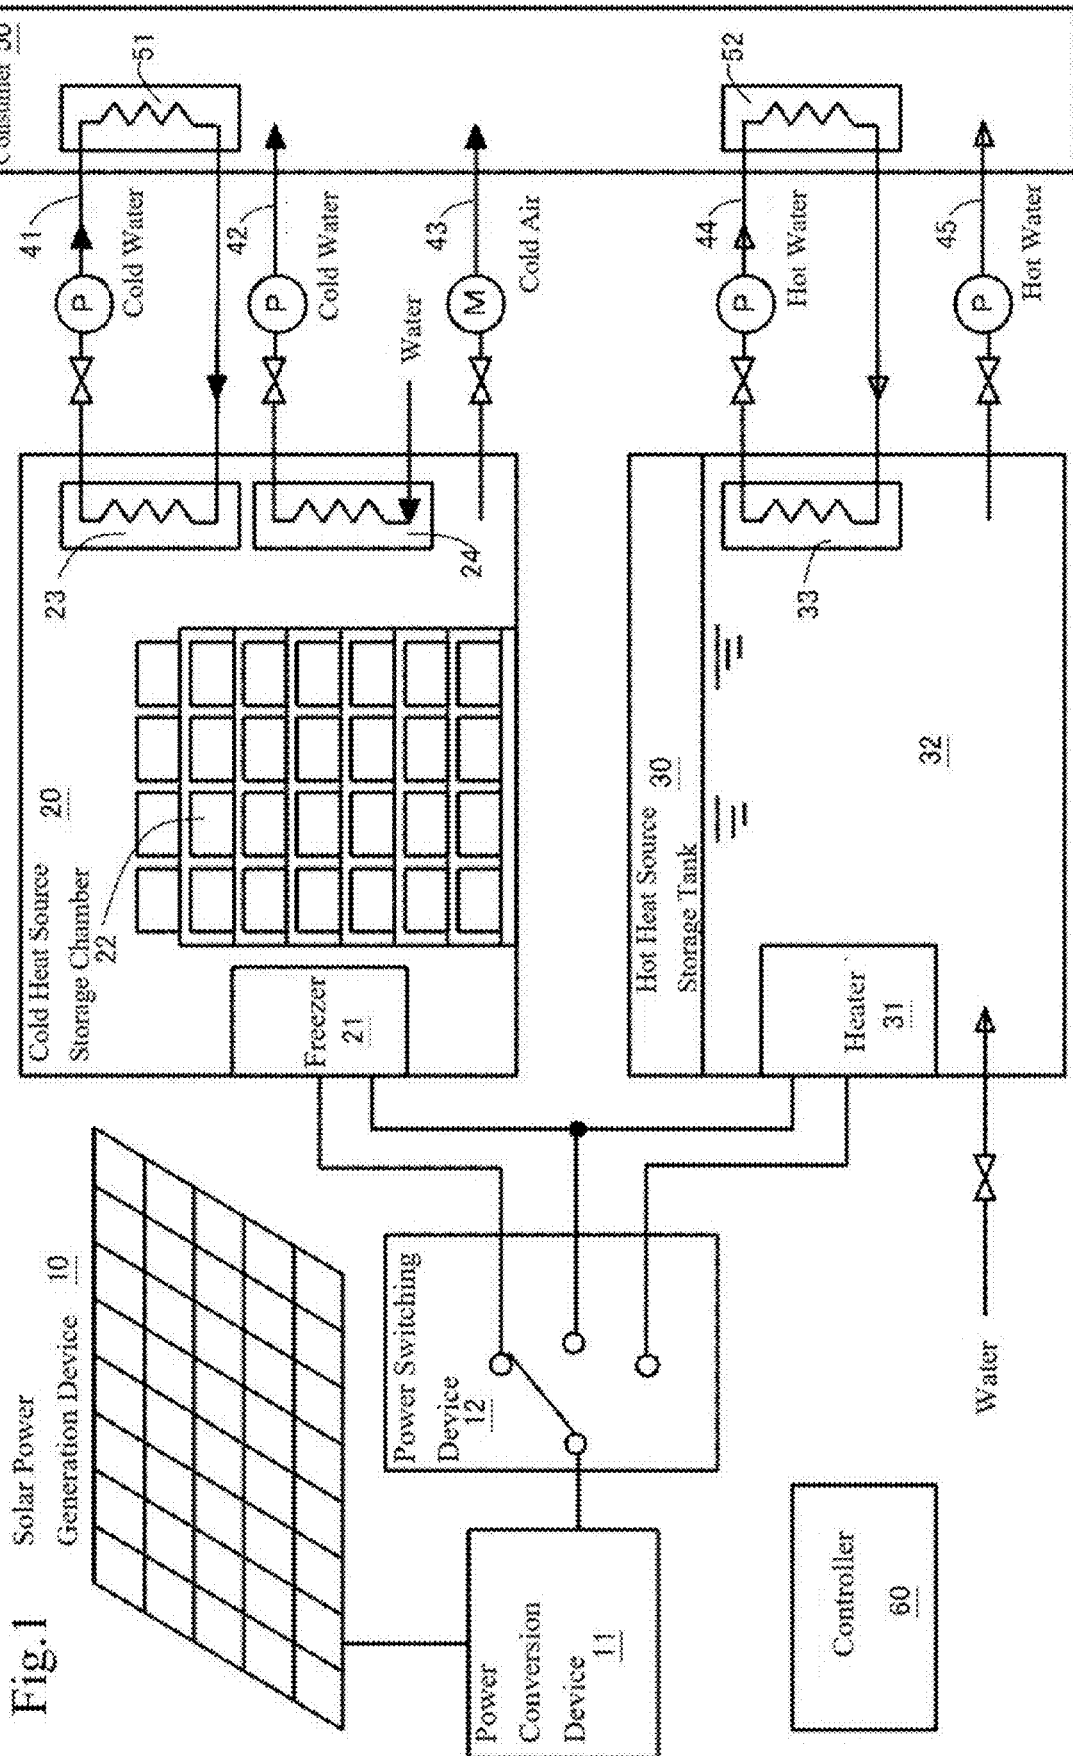 Fig.1
Solar Power
Generation Device 10
Power
Conversion
Device 11
Power Switching
Device
12
Controller
60
Cold Heat Source 20
Storage Chamber
22
Freezer
21
23
24
Water
41
Cold Water
42
Cold Water
43
Cold Air
P
P
M
51
Hot Heat Source 30
Storage Tank
Heater
31
32
33
Water
44
Hot Water
45
Hot Water
P
P
52